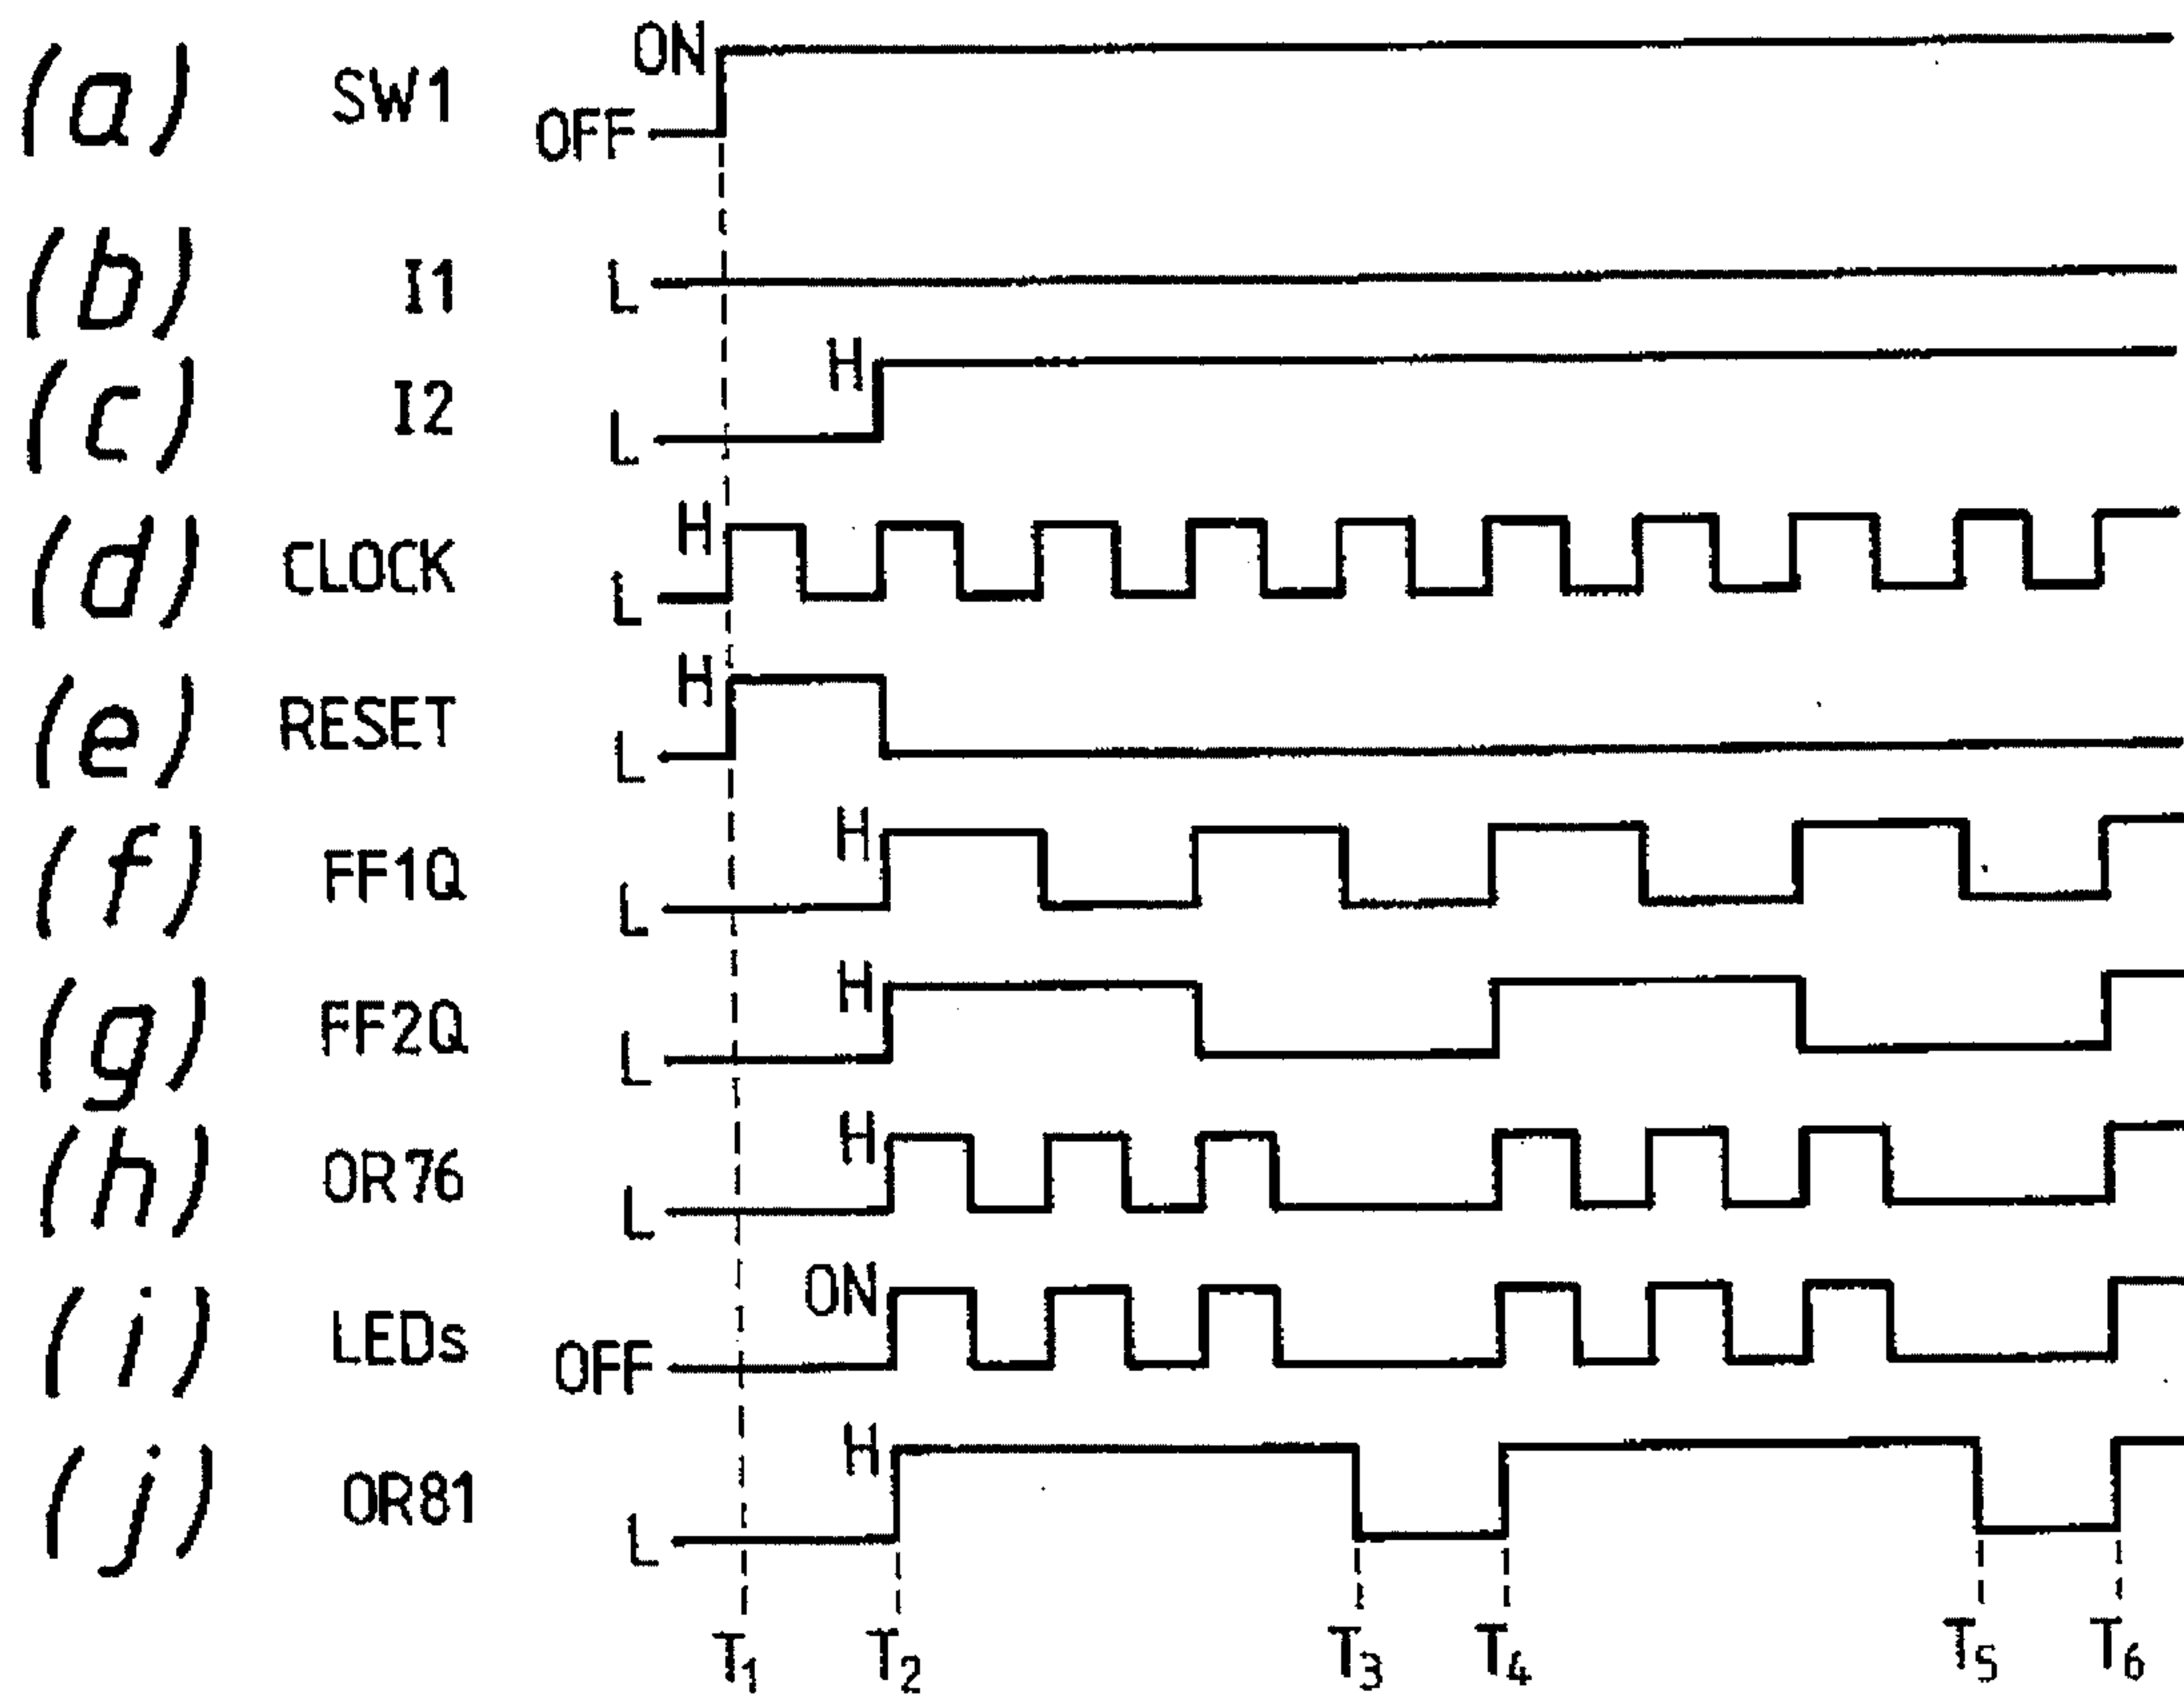 (a) SW1 ON
OFF
(b) I1 L
(c) I2 H
L
(d) CLOCK H
L
(e) RESET H
L
(f) FF1Q H
L
(g) FF2Q H
L
(h) OR76 H
L
(i) LEDs ON
OFF
(j) OR81 H
L
T1 T2 T3 T4 T5 T6